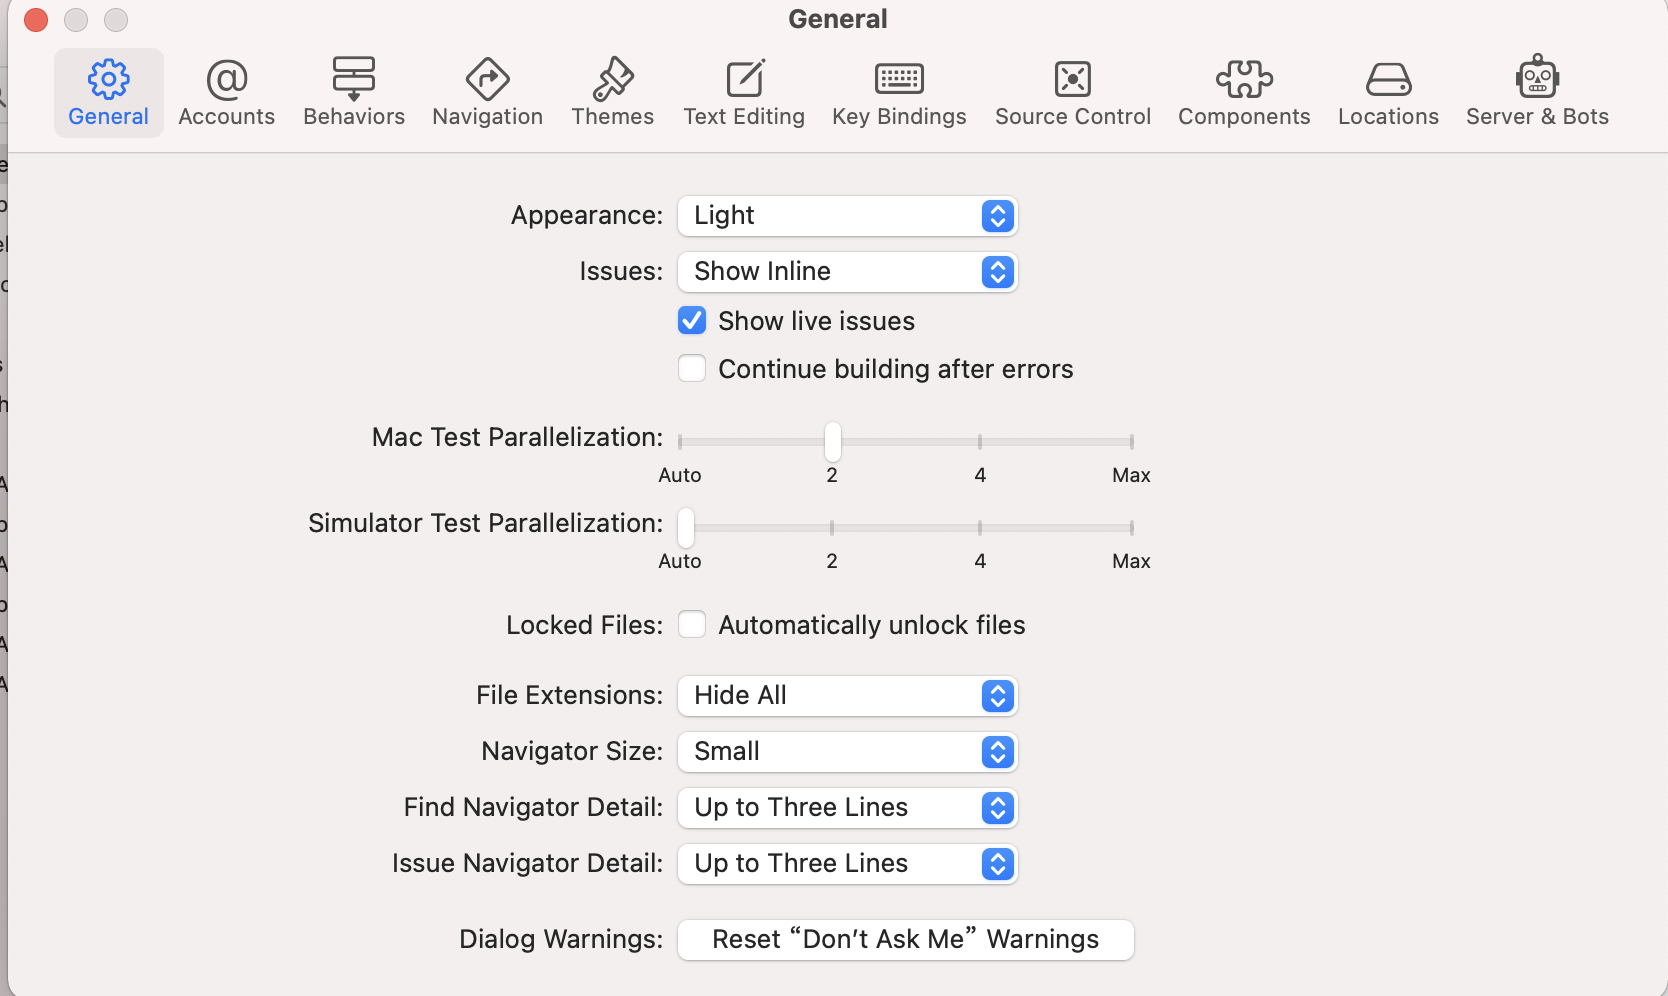 General
General Accounts Behaviors Navigation Themes Text Editing Key Bindings Source Control Components Locations Server & Bots
Appearance: Light
Issues: Show Inline
Show live issues
Continue building after errors
Mac Test Parallelization:
Auto 2 4 Max
Simulator Test Parallelization:
Auto 2 4 Max
Locked Files: Automatically unlock files
File Extensions: Hide All
Navigator Size: Small
Find Navigator Detail: Up to Three Lines
Issue Navigator Detail: Up to Three Lines
Dialog Warnings: Reset “Don’t Ask Me” Warnings